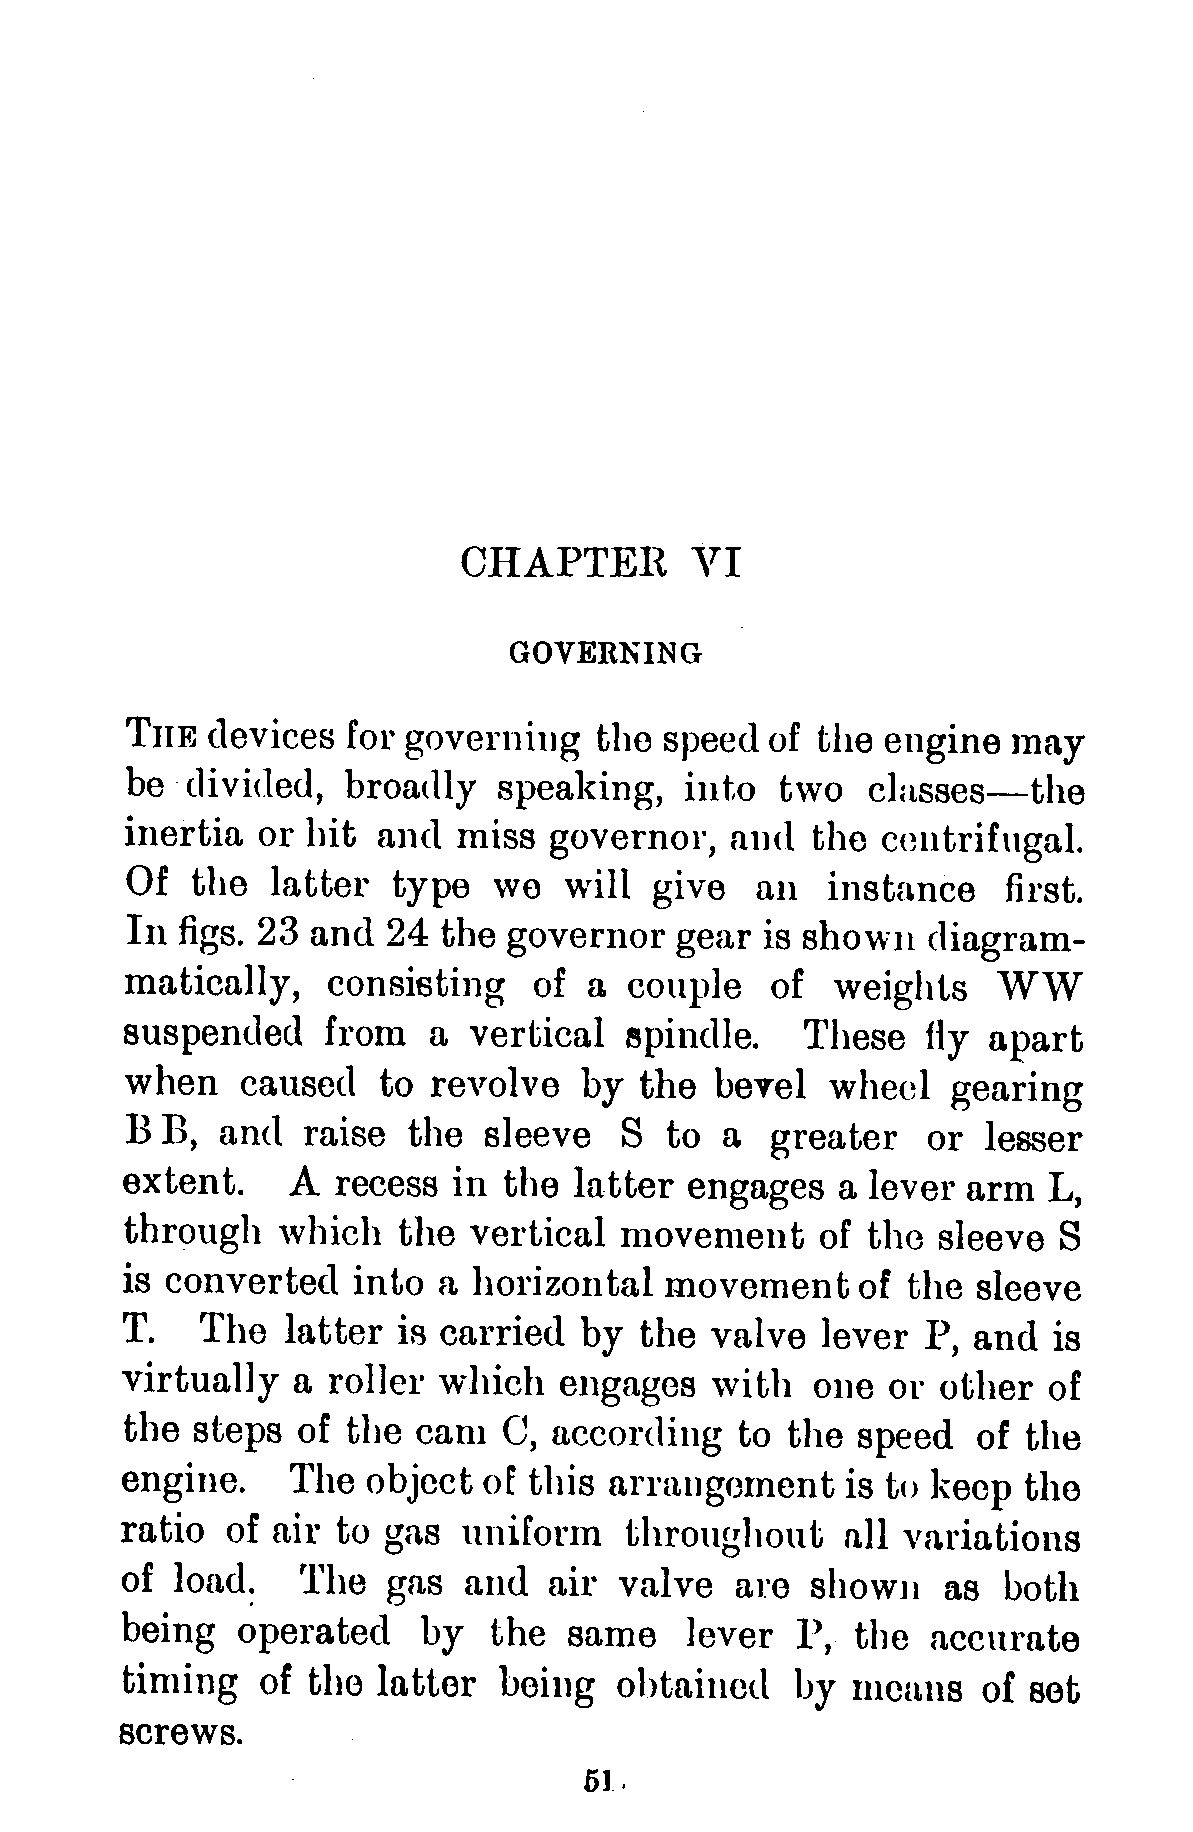 CHAPTER VI
GOVERNING
THE devices for governing the speed of the engine may
be divided, broadly speaking, into two classes—the
inertia or hit and miss governor, and the centrifugal.
Of the latter type we will give an instance first.
In figs. 23 and 24 the governor gear is shown diagram-
matically, consisting of a couple of weights WW
suspended from a vertical spindle. These fly apart
when caused to revolve by the bevel wheel gearing
B B, and raise the sleeve S to a greater or lesser
extent. A recess in the latter engages a lever arm L,
through which the vertical movement of the sleeve S
is converted into a horizontal movement of the sleeve
T. The latter is carried by the valve lever P, and is
virtually a roller which engages with one or other of
the steps of the cam C, according to the speed of the
engine. The object of this arrangement is to keep the
ratio of air to gas uniform throughout all variations
of load. The gas and air valve are shown as both
being operated by the same lever P, the accurate
timing of the latter being obtained by means of set
screws.
51